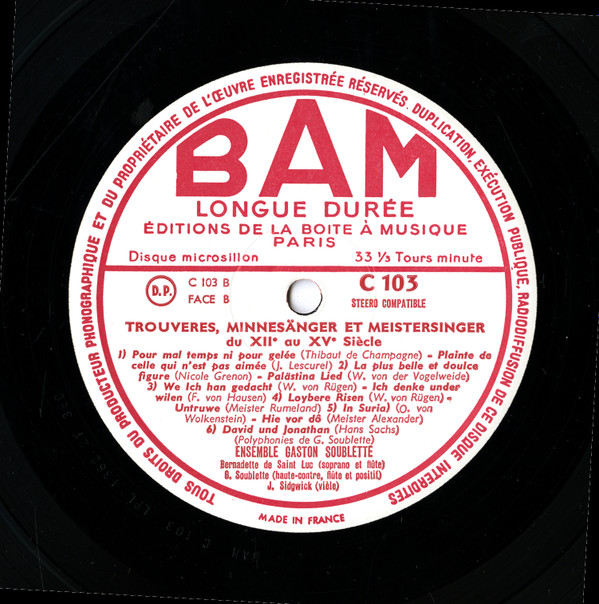 TOUS DROITS DU PRODUCTEUR PHONOGRAPHIQUE ET DU PROPRIÉTAIRE DE L'ŒUVRE ENREGISTRÉE RÉSERVÉS. DUPLICATION, EXÉCUTION PUBLIQUE, RADIODIFFUSION DE CE DISQUE INTERDITES
BAM
LONGUE DURÉE
ÉDITIONS DE LA BOITE À MUSIQUE
PARIS
Disque microsillon 33 ⅓ Tours minute
D.P. C 103 B C 103
FACE B STEERO COMPATIBLE
TROUVERES, MINNESÄNGER ET MEISTERSINGER
du XIIe au XVe Siècle
1) Pour mal temps ni pour gelée (Thibaut de Champagne) - Plainte de
celle qui n'est pas aimée (J. Lescurel) 2) La plus belle et doulce
figure (Nicole Grenon) - Palästina Lied (W. von der Vogelweide)
3) We Ich han gedacht (W. von Rügen) - Ich denke under
wilen (F. von Hausen) 4) Loybere Risen (W. von Rügen) -
Untruwe (Meister Rumeland) 5) In Suria! (O. von
Wolkenstein) - Hie vor dô (Meister Alexander)
6) David und Jonathan (Hans Sachs)
(Polyphonies de G. Soublette)
ENSEMBLE GASTON SOUBLETTE
Bernadette de Saint Luc (soprano et flûte)
G. Soublette (haute-contre, flûte et positif)
J. Sidgwick (vièle)
MADE IN FRANCE
BAM C 103 LPL